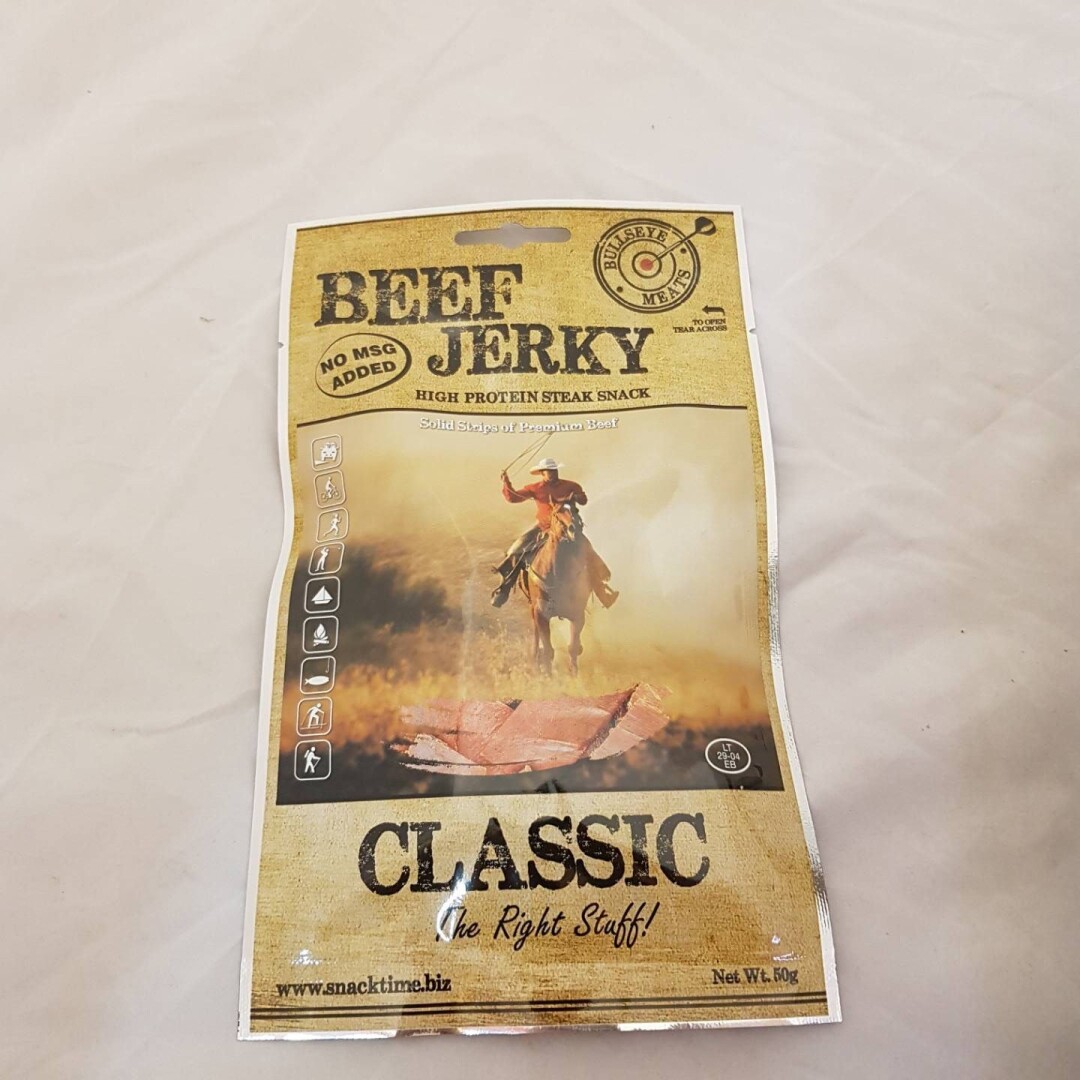 BULLSEYE
MEATS
BEEF
JERKY
TO OPEN
TEAR ACROSS
NO MSG
ADDED
HIGH PROTEIN STEAK SNACK
Solid Strips of Premium Beef
LT
29-04
EB
CLASSIC
The Right Stuff!
www.snacktime.biz
Net Wt. 50g